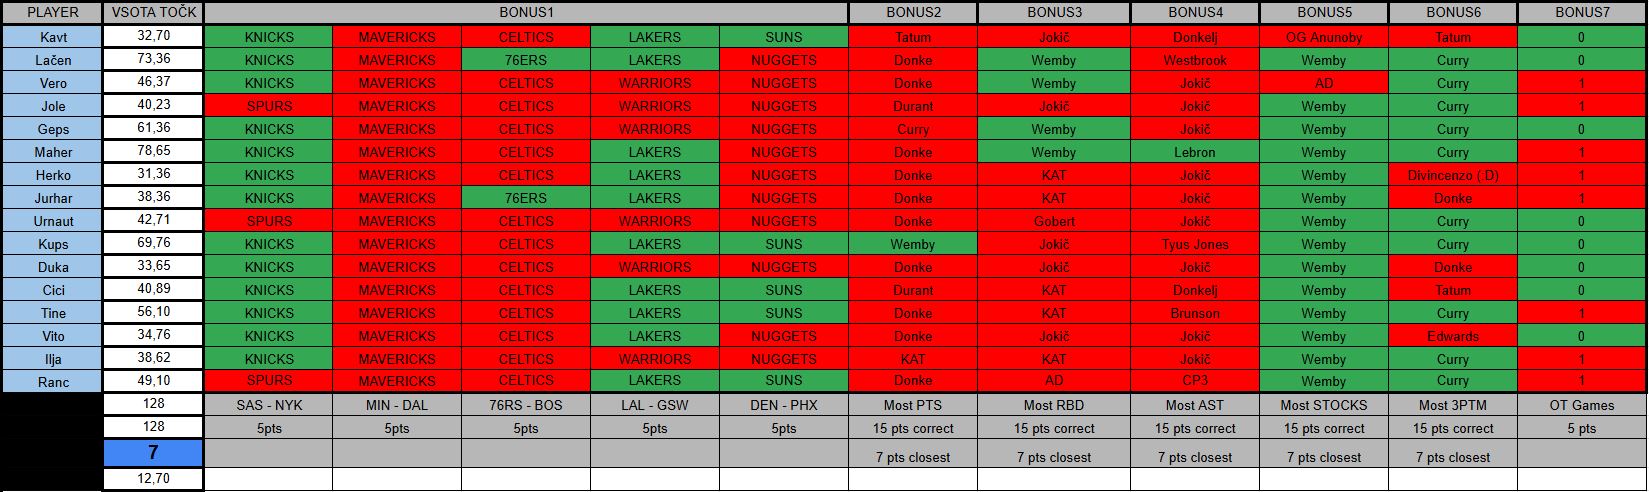 PLAYER VSOTA TOČK BONUS1 BONUS2 BONUS3 BONUS4 BONUS5 BONUS6 BONUS7
Kavt 32,70 KNICKS MAVERICKS CELTICS LAKERS SUNS Tatum Jokič Donkelj OG Anunoby Tatum 0
Lačen 73,36 KNICKS MAVERICKS 76ERS LAKERS NUGGETS Donke Wemby Westbrook Wemby Curry 0
Vero 46,37 KNICKS MAVERICKS CELTICS WARRIORS NUGGETS Donke Wemby Jokič AD Curry 1
Jole 40,23 SPURS MAVERICKS CELTICS WARRIORS NUGGETS Durant Jokič Jokič Wemby Curry 1
Geps 61,36 KNICKS MAVERICKS CELTICS WARRIORS NUGGETS Curry Wemby Jokič Wemby Curry 0
Maher 78,65 KNICKS MAVERICKS CELTICS LAKERS NUGGETS Donke Wemby Lebron Wemby Curry 1
Herko 31,36 KNICKS MAVERICKS CELTICS LAKERS NUGGETS Donke KAT Jokič Wemby Divincenzo (:D) 1
Jurhar 38,36 KNICKS MAVERICKS 76ERS LAKERS NUGGETS Donke KAT Jokič Wemby Donke 1
Urnaut 42,71 SPURS MAVERICKS CELTICS WARRIORS NUGGETS Donke Gobert Jokič Wemby Curry 0
Kups 69,76 KNICKS MAVERICKS CELTICS LAKERS SUNS Wemby Jokič Tyus Jones Wemby Curry 0
Duka 33,65 KNICKS MAVERICKS CELTICS WARRIORS NUGGETS Donke Jokič Jokič Wemby Donke 0
Cici 40,89 KNICKS MAVERICKS CELTICS LAKERS SUNS Durant KAT Donkelj Wemby Tatum 0
Tine 56,10 KNICKS MAVERICKS CELTICS LAKERS SUNS Donke KAT Brunson Wemby Curry 1
Vito 34,76 KNICKS MAVERICKS CELTICS LAKERS NUGGETS Donke Jokič Jokič Wemby Edwards 0
Ilja 38,62 KNICKS MAVERICKS CELTICS WARRIORS NUGGETS KAT KAT Jokič Wemby Curry 1
Ranc 49,10 SPURS MAVERICKS CELTICS LAKERS SUNS Donke AD CP3 Wemby Curry 1
128 SAS - NYK MIN - DAL 76RS - BOS LAL - GSW DEN - PHX Most PTS Most RBD Most AST Most STOCKS Most 3PTM OT Games
128 5pts 5pts 5pts 5pts 5pts 15 pts correct 15 pts correct 15 pts correct 15 pts correct 15 pts correct 5 pts
7 7 pts closest 7 pts closest 7 pts closest 7 pts closest 7 pts closest
12,70